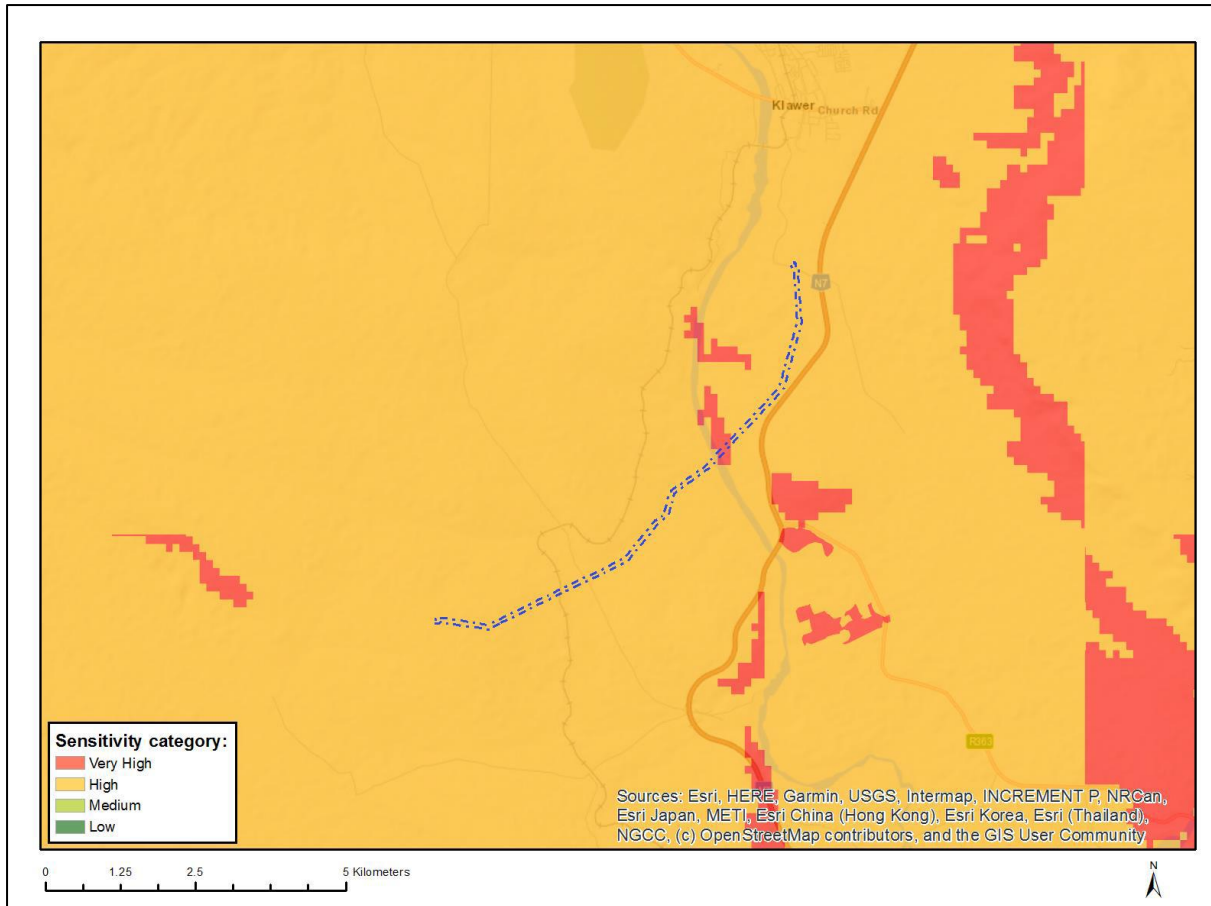 Klawer Church Rd
N7
R363
Sensitivity category:
Very High
High
Medium
Low
Sources: Esri, HERE, Garmin, USGS, Intermap, INCREMENT P, NRCan,
Esri Japan, METI, Esri China (Hong Kong), Esri Korea, Esri (Thailand),
NGCC, (c) OpenStreetMap contributors, and the GIS User Community
0 1.25 2.5 5 Kilometers
N